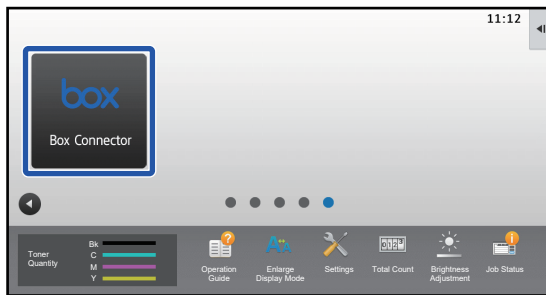 11:12
box
Box Connector
Toner
Quantity
Bk
C
M
Y
Operation
Guide
Enlarge
Display Mode
Settings
Total Count
Brightness
Adjustment
Job Status